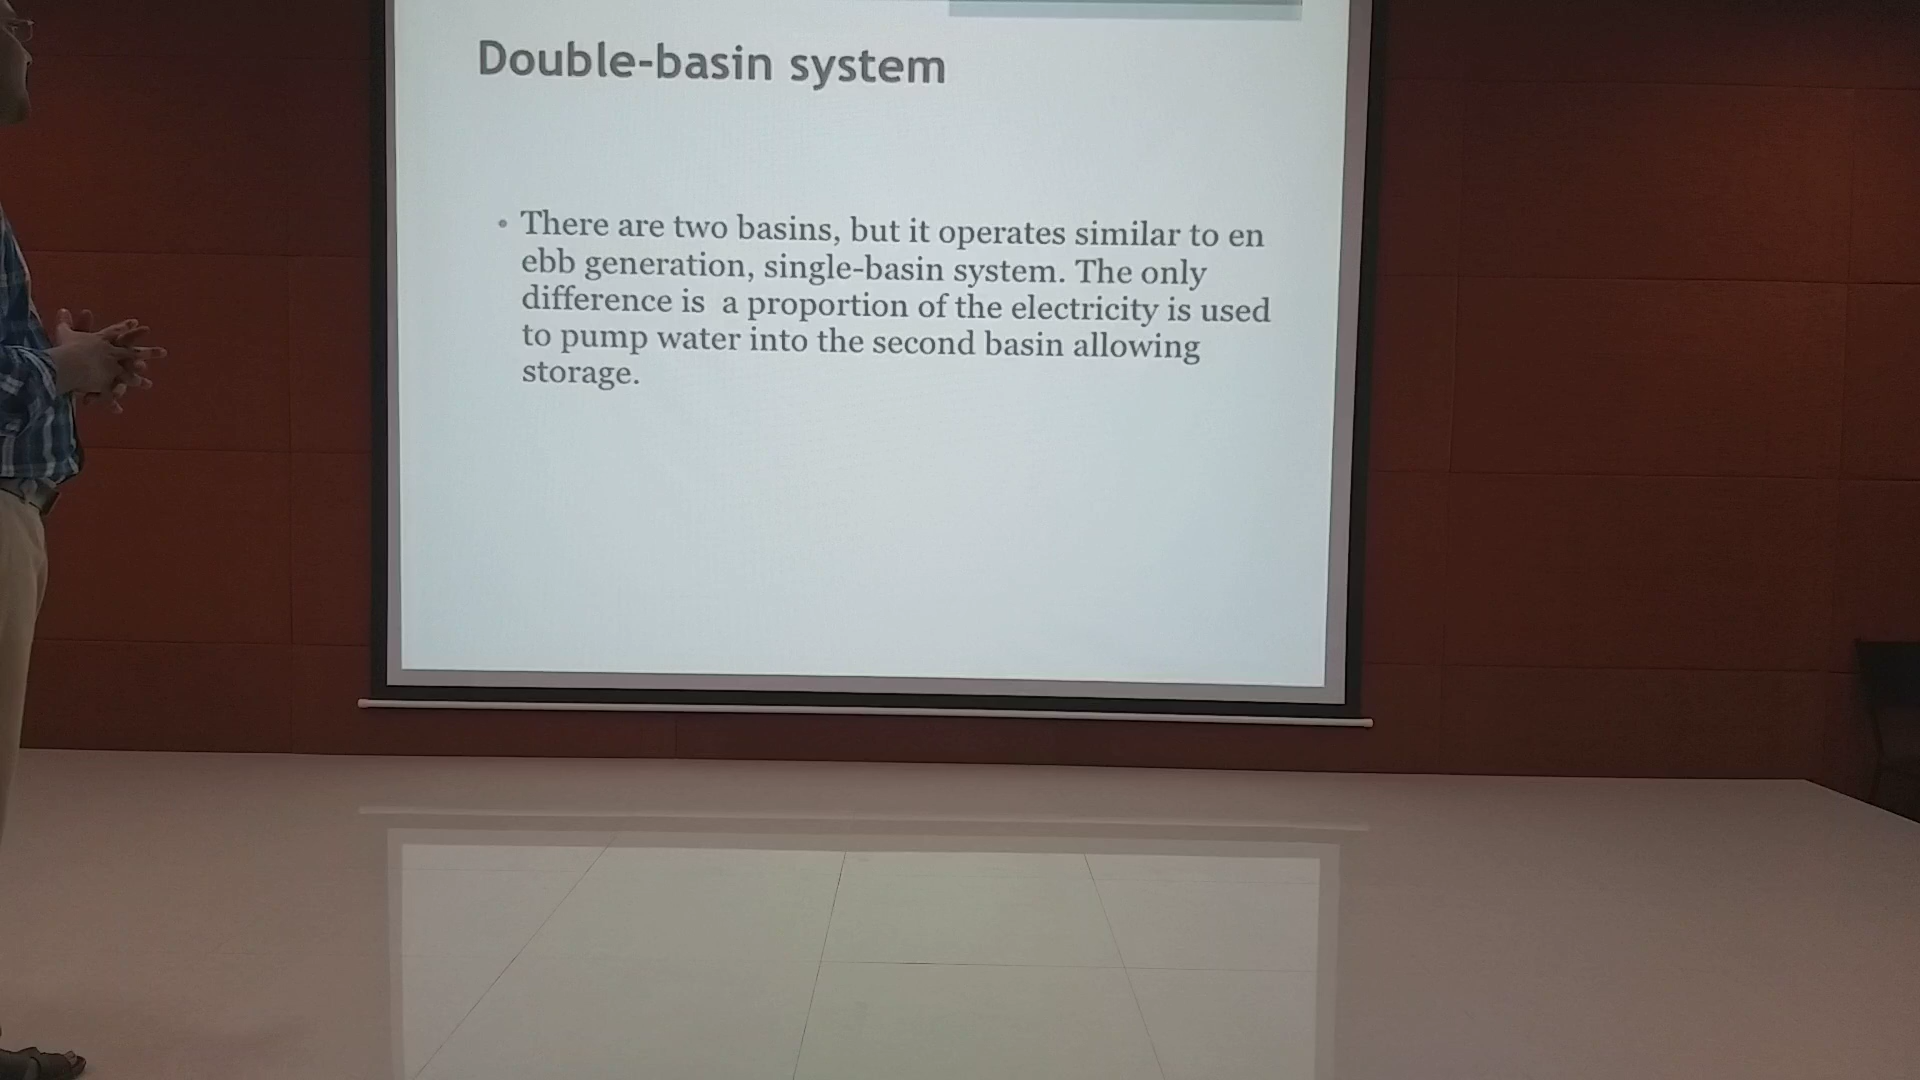 Double-basin system
• There are two basins, but it operates similar to en
ebb generation, single-basin system. The only
difference is  a proportion of the electricity is used
to pump water into the second basin allowing
storage.